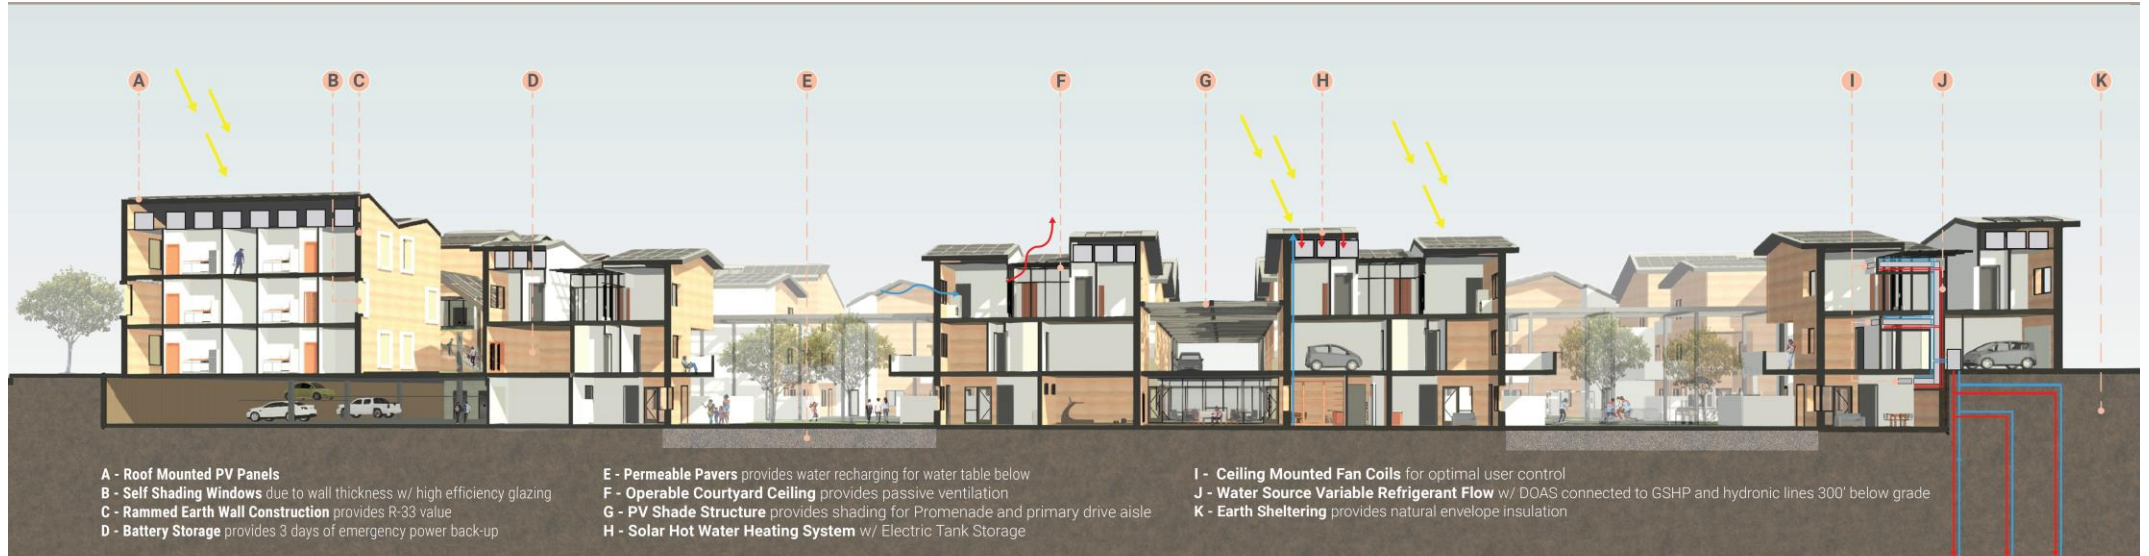 A
B
C
D
E
F
G
H
I
J
K
A - Roof Mounted PV Panels
B - Self Shading Windows due to wall thickness w/ high efficiency glazing
C - Rammed Earth Wall Construction provides R-33 value
D - Battery Storage provides 3 days of emergency power back-up
E - Permeable Pavers provides water recharging for water table below
F - Operable Courtyard Ceiling provides passive ventilation
G - PV Shade Structure provides shading for Promenade and primary drive aisle
H - Solar Hot Water Heating System w/ Electric Tank Storage
I - Ceiling Mounted Fan Coils for optimal user control
J - Water Source Variable Refrigerant Flow w/ DOAS connected to GSHP and hydronic lines 300' below grade
K - Earth Sheltering provides natural envelope insulation